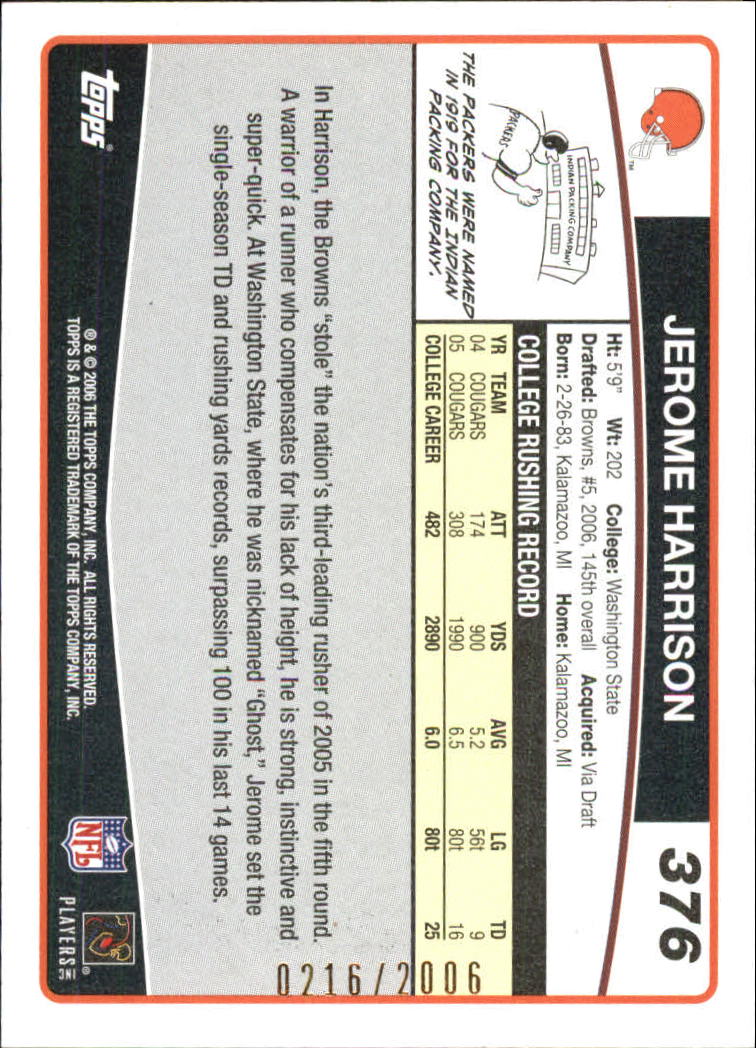 JEROME HARRISON
376
Ht: 5'9" Wt: 202 College: Washington State
Drafted: Browns, #5, 2006, 145th overall Acquired: Via Draft
Born: 2-26-83, Kalamazoo, MI Home: Kalamazoo, MI
TM
INDIAN PACKING COMPANY
PACKERS
THE PACKERS WERE NAMED
IN 1919 FOR THE INDIAN
PACKING COMPANY.
COLLEGE RUSHING RECORD
YR TEAM ATT YDS AVG LG TD
04 COUGARS 174 900 5.2 56t 9
05 COUGARS 308 1990 6.5 80t 16
COLLEGE CAREER 482 2890 6.0 80t 25
In Harrison, the Browns "stole" the nation's third-leading rusher of 2005 in the fifth round.
A warrior of a runner who compensates for his lack of height, he is strong, instinctive and
super-quick. At Washington State, where he was nicknamed "Ghost," Jerome set the
single-season TD and rushing yards records, surpassing 100 in his last 14 games.
0216/2006
topps®
® & © 2006 THE TOPPS COMPANY, INC. ALL RIGHTS RESERVED.
TOPPS IS A REGISTERED TRADEMARK OF THE TOPPS COMPANY, INC.
NFL
PLAYERS INC ®